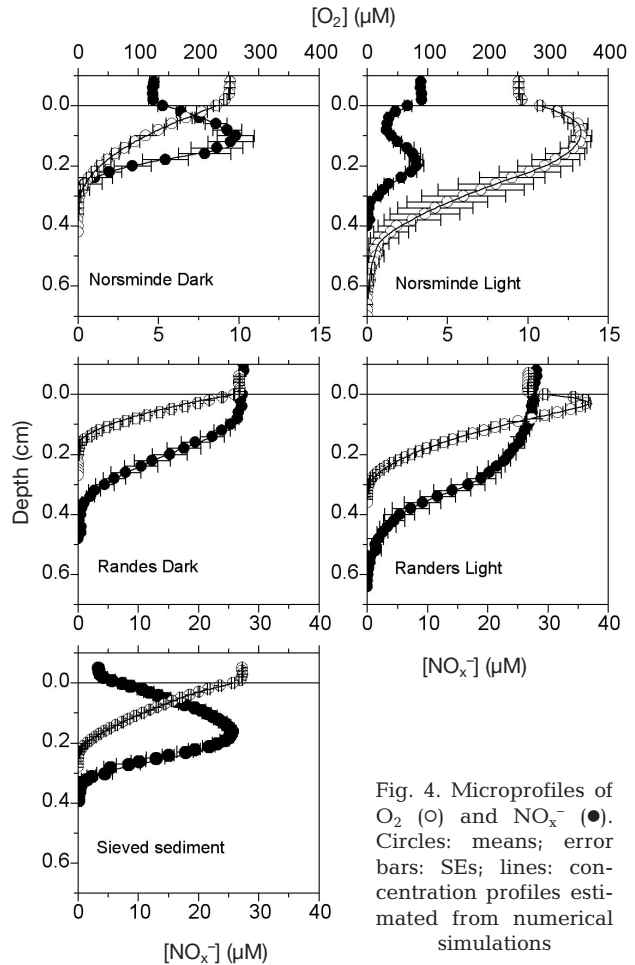 [O₂] (µM)
0 100 200 300 400 0 100 200 300 400
0.0
0.2
0.4
0.6
Norsminde Dark
Norsminde Light
0 5 10 15 0 5 10 15
Depth (cm)
0.0
0.2
0.4
0.6
Randes Dark
Randers Light
0 10 20 30 40 0 10 20 30 40
[NOₓ⁻] (µM)
0.0
0.2
0.4
0.6
Sieved sediment
0 10 20 30 40
[NOₓ⁻] (µM)
Fig. 4. Microprofiles of
O₂ (○) and NOₓ⁻ (●).
Circles: means; error
bars: SEs; lines: con-
centration profiles esti-
mated from numerical
simulations